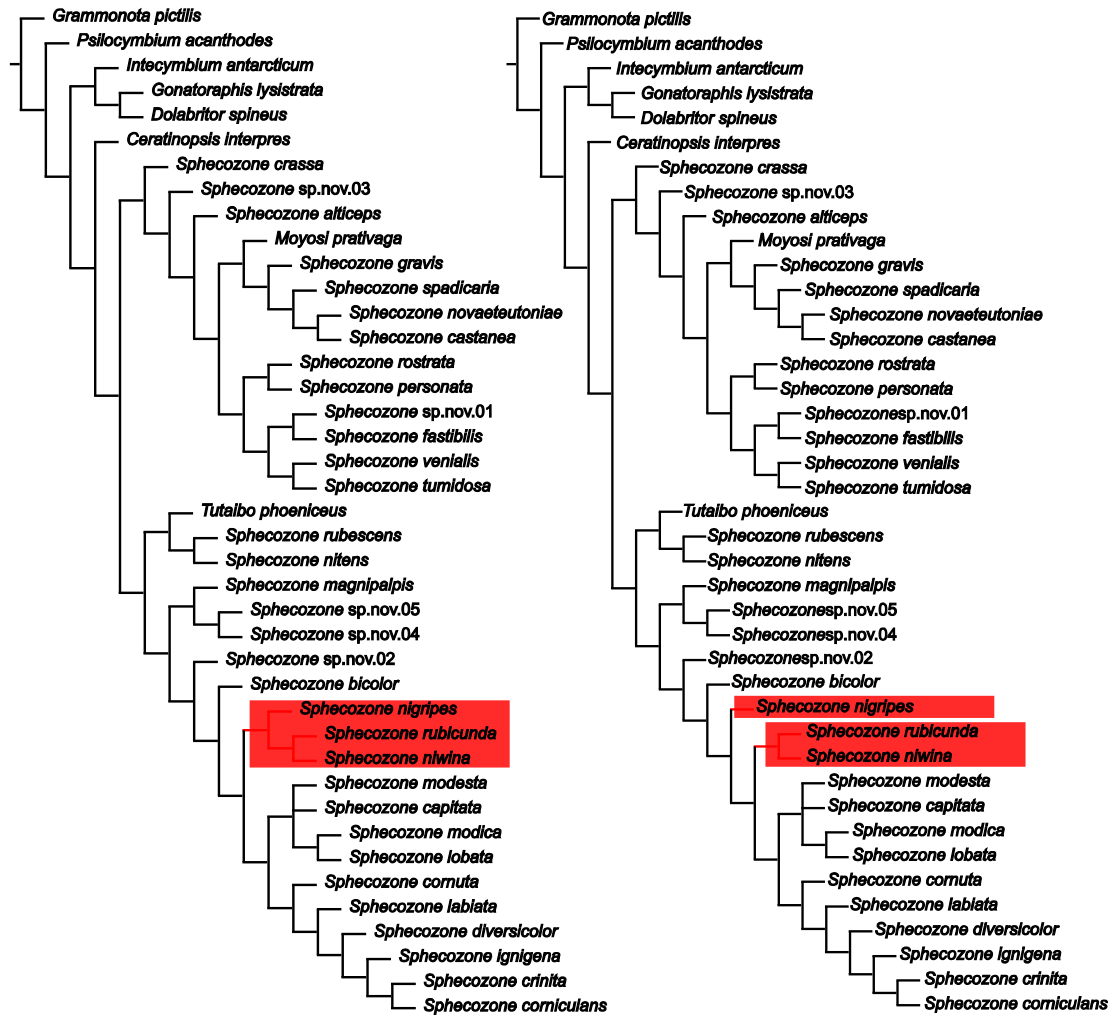 Grammonota pictilis
Psilocymbium acanthodes
Intecymbium antarcticum
Gonatoraphis lysistrata
Dolabritor spineus
Ceratinopsis interpres
Sphecozone crassa
Sphecozone sp.nov.03
Sphecozone alticeps
Moyosi prativaga
Sphecozone gravis
Sphecozone spadicaria
Sphecozone novaeteutoniae
Sphecozone castanea
Sphecozone rostrata
Sphecozone personata
Sphecozone sp.nov.01
Sphecozone fastibilis
Sphecozone venialis
Sphecozone tumidosa
Tutaibo phoeniceus
Sphecozone rubescens
Sphecozone nitens
Sphecozone magnipalpis
Sphecozone sp.nov.05
Sphecozone sp.nov.04
Sphecozone sp.nov.02
Sphecozone bicolor
Sphecozone nigripes
Sphecozone rubicunda
Sphecozone niwina
Sphecozone modesta
Sphecozone capitata
Sphecozone modica
Sphecozone lobata
Sphecozone cornuta
Sphecozone labiata
Sphecozone diversicolor
Sphecozone ignigena
Sphecozone crinita
Sphecozone corniculans
Grammonota pictilis
Psilocymbium acanthodes
Intecymbium antarcticum
Gonatoraphis lysistrata
Dolabritor spineus
Ceratinopsis interpres
Sphecozone crassa
Sphecozone sp.nov.03
Sphecozone alticeps
Moyosi prativaga
Sphecozone gravis
Sphecozone spadicaria
Sphecozone novaeteutoniae
Sphecozone castanea
Sphecozone rostrata
Sphecozone personata
Sphecozonesp.nov.01
Sphecozone fastibilis
Sphecozone venialis
Sphecozone tumidosa
Tutaibo phoeniceus
Sphecozone rubescens
Sphecozone nitens
Sphecozone magnipalpis
Sphecozonesp.nov.05
Sphecozonesp.nov.04
Sphecozonesp.nov.02
Sphecozone bicolor
Sphecozone nigripes
Sphecozone rubicunda
Sphecozone niwina
Sphecozone modesta
Sphecozone capitata
Sphecozone modica
Sphecozone lobata
Sphecozone cornuta
Sphecozone labiata
Sphecozone diversicolor
Sphecozone ignigena
Sphecozone crinita
Sphecozone corniculans